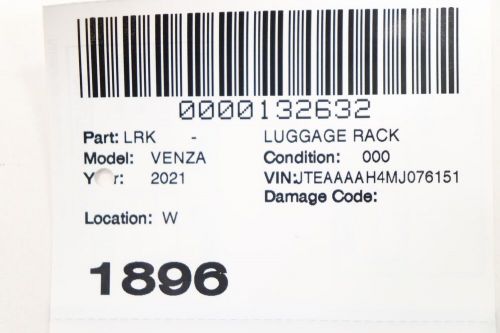 0000132632
Part: LRK - LUGGAGE RACK
Model: VENZA Condition: 000
Year: 2021 VIN:JTEAAAAH4MJ076151
Damage Code:
Location: W
1896